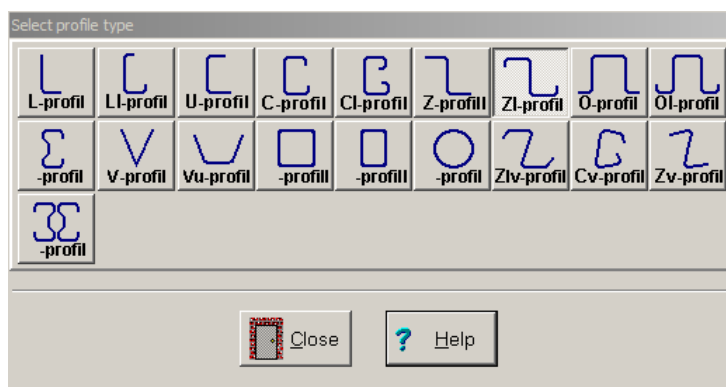 Select profile type
L-profil LI-profil U-profil C-profil CI-profil Z-profill ZI-profil O-profil OI-profil
-profil V-profil Vu-profil -profill -profill -profil ZIv-profil Cv-profil Zv-profil
-profil
Close ? Help